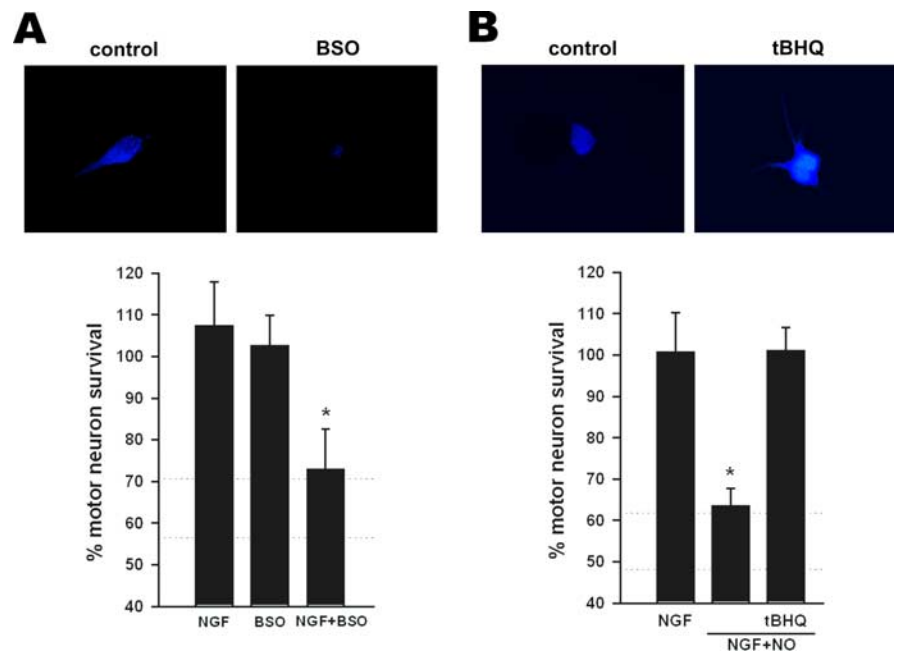 A
control BSO
% motor neuron survival
120
110
100
90
80
70
60
50
40
*
NGF BSO NGF+BSO
B
control tBHQ
% motor neuron survival
120
110
100
90
80
70
60
50
40
*
NGF tBHQ
NGF+NO